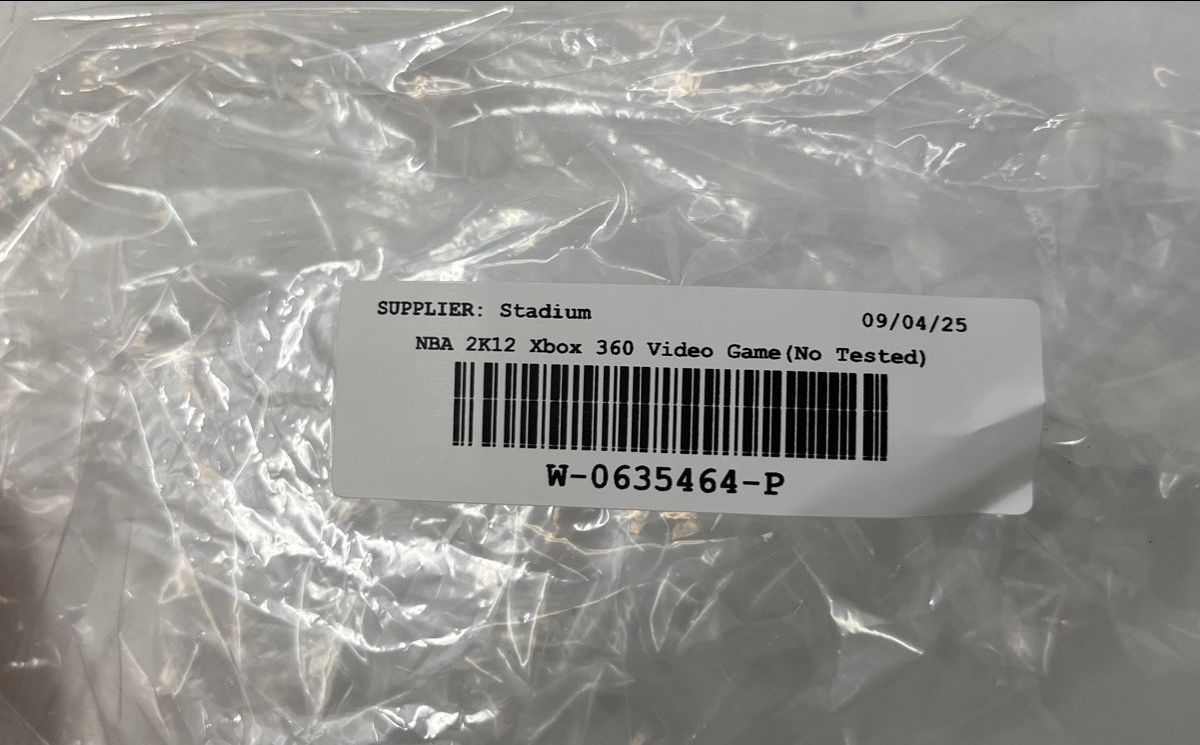 SUPPLIER: Stadium 09/04/25
NBA 2K12 Xbox 360 Video Game(No Tested)
W-0635464-P